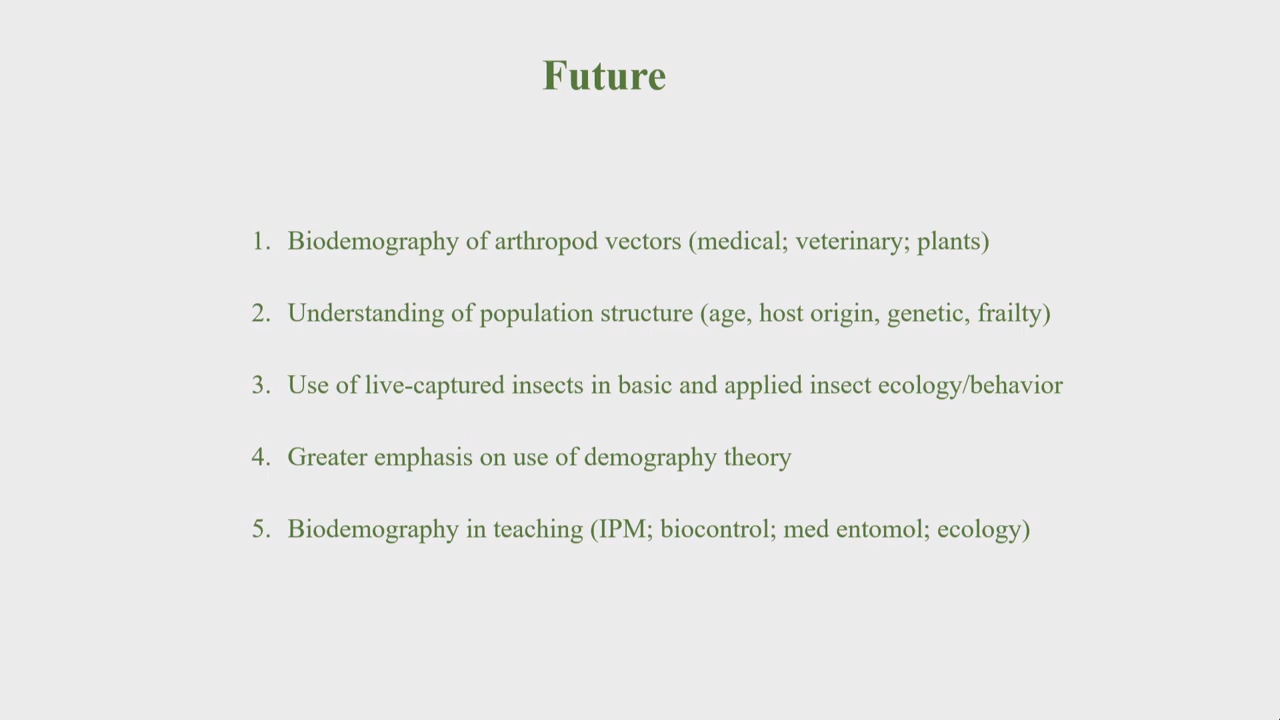 Future
1. Biodemography of arthropod vectors (medical; veterinary; plants)
2. Understanding of population structure (age, host origin, genetic, frailty)
3. Use of live-captured insects in basic and applied insect ecology/behavior
4. Greater emphasis on use of demography theory
5. Biodemography in teaching (IPM; biocontrol; med entomol; ecology)